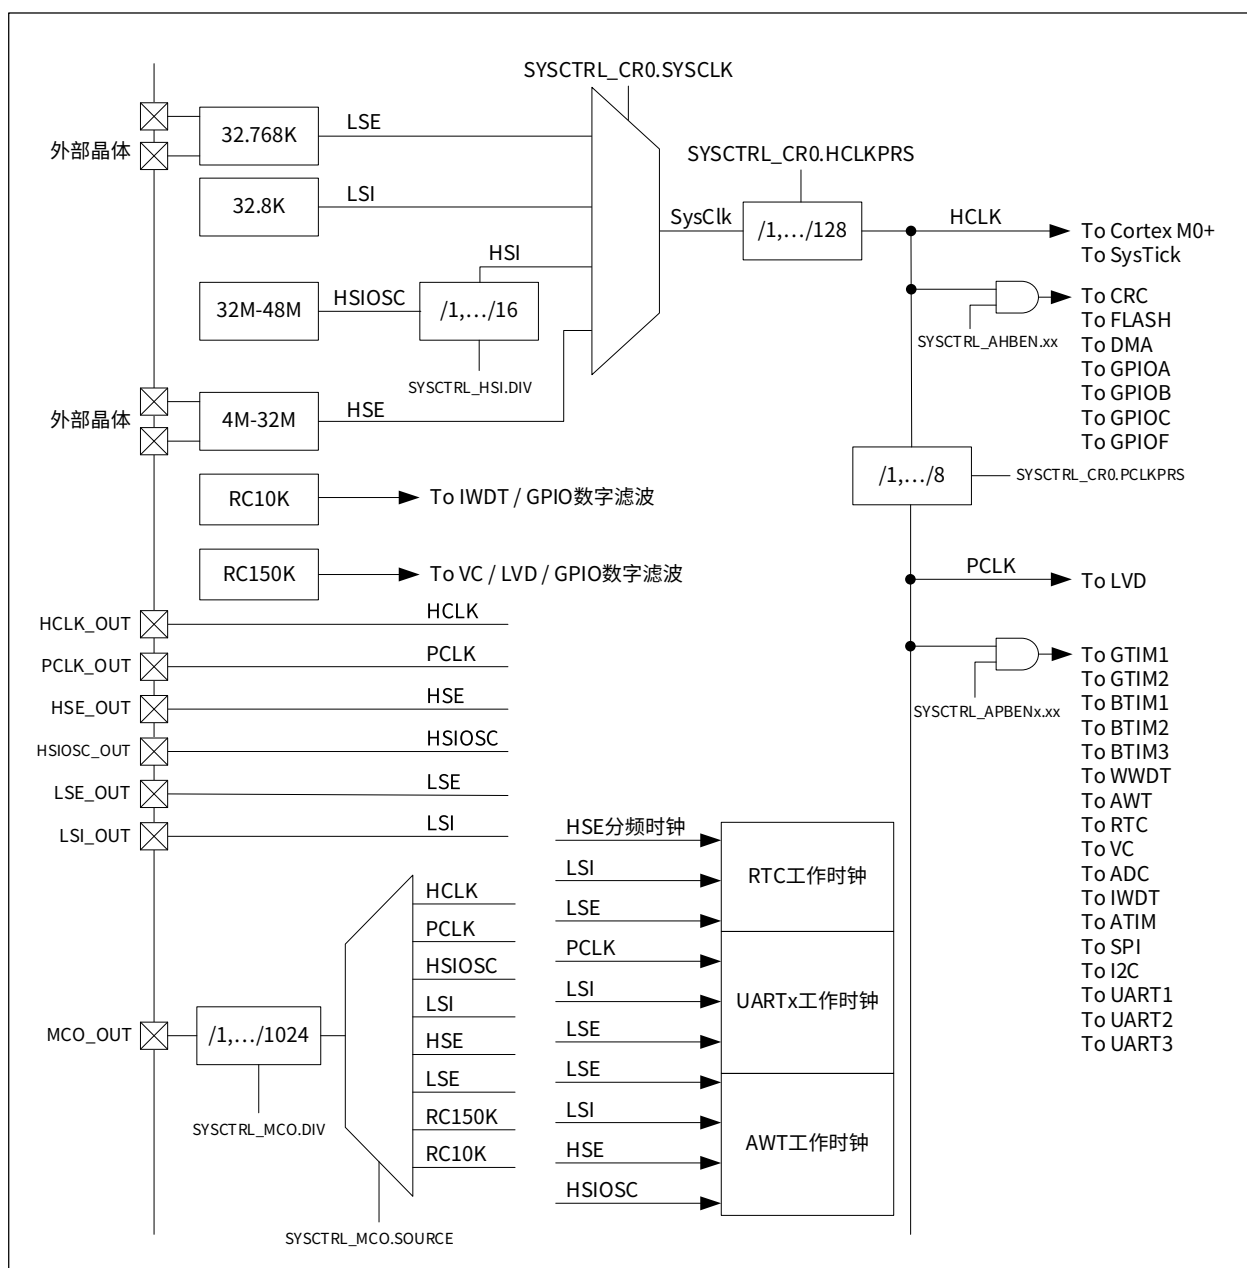 SYSCTRL_CR0.SYSCLK
外部晶体
32.768K
LSE
SYSCTRL_CR0.HCLKPRS
32.8K
LSI
SysClk
/1,…/128
HCLK
To Cortex M0+
To SysTick
HSI
32M-48M
HSIOSC
/1,…/16
SYSCTRL_HSI.DIV
SYSCTRL_AHBEN.xx
To CRC
To FLASH
To DMA
To GPIOA
To GPIOB
To GPIOC
To GPIOF
外部晶体
4M-32M
HSE
/1,…/8
SYSCTRL_CR0.PCLKPRS
RC10K
To IWDT / GPIO数字滤波
RC150K
To VC / LVD / GPIO数字滤波
PCLK
To LVD
HCLK_OUT
HCLK
PCLK_OUT
PCLK
HSE_OUT
HSE
HSIOSC_OUT
HSIOSC
LSE_OUT
LSE
LSI_OUT
LSI
SYSCTRL_APBENx.xx
To GTIM1
To GTIM2
To BTIM1
To BTIM2
To BTIM3
To WWDT
To AWT
To RTC
To VC
To ADC
To IWDT
To ATIM
To SPI
To I2C
To UART1
To UART2
To UART3
MCO_OUT
/1,…/1024
SYSCTRL_MCO.DIV
HCLK
PCLK
HSIOSC
LSI
HSE
LSE
RC150K
RC10K
SYSCTRL_MCO.SOURCE
HSE分频时钟
LSI
LSE
RTC工作时钟
PCLK
LSI
LSE
UARTx工作时钟
LSE
LSI
HSE
HSIOSC
AWT工作时钟